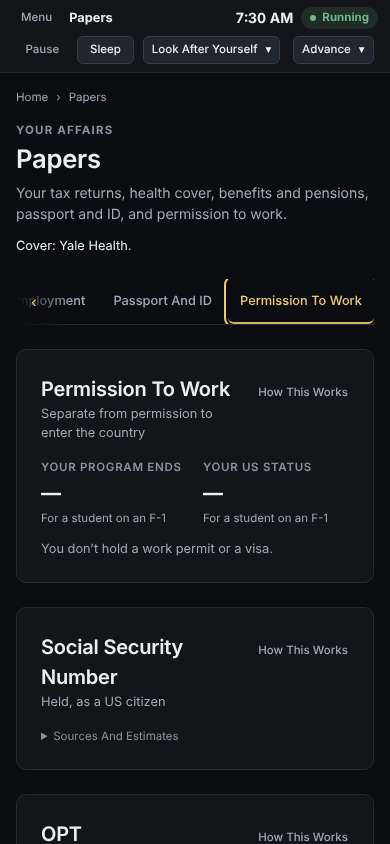 Menu Papers 7:30 AM Running
Pause Sleep Look After Yourself Advance
Home › Papers
YOUR AFFAIRS
Papers
Your tax returns, health cover, benefits and pensions,
passport and ID, and permission to work.
Cover: Yale Health.
Passport And ID Permission To Work
Permission To Work How This Works
Separate from permission to
enter the country
YOUR PROGRAM ENDS YOUR US STATUS
— —
For a student on an F-1 For a student on an F-1
You don't hold a work permit or a visa.
Social Security How This Works
Number
Held, as a US citizen
Sources And Estimates
OPT How This Works